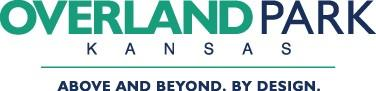 OVERLAND PARK
KANSAS
ABOVE AND BEYOND. BY DESIGN.